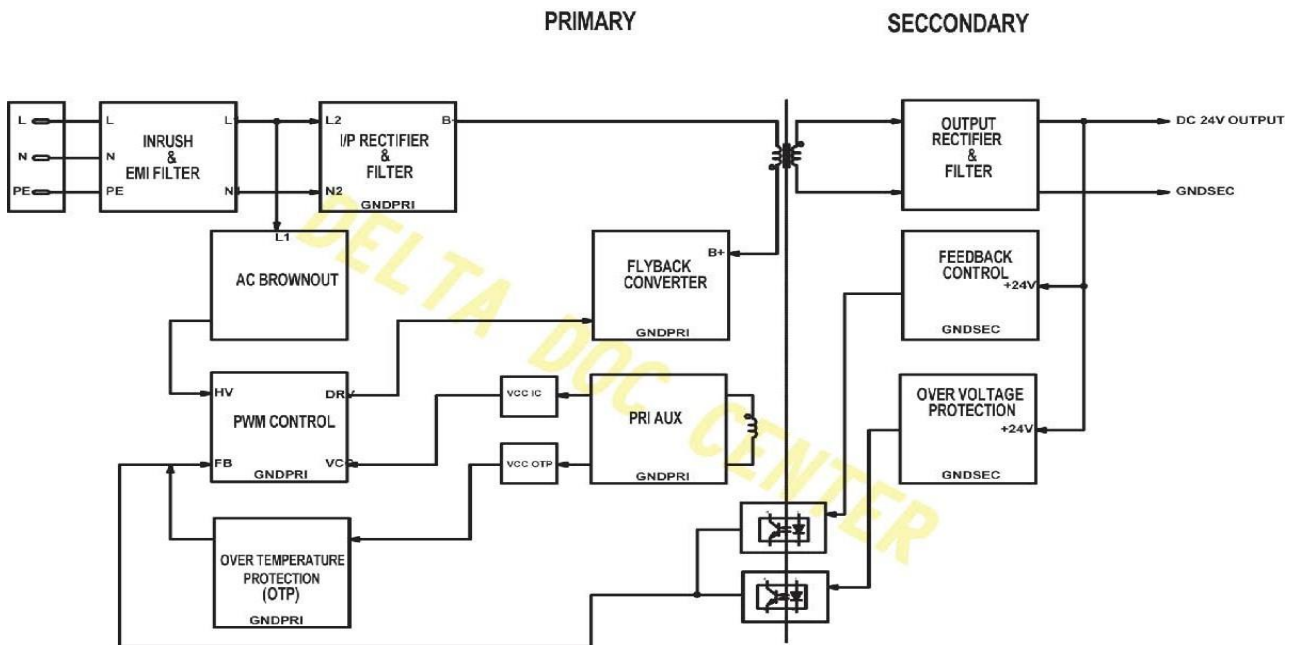 PRIMARY
SECCONDARY
L
N
PE
L
N
PE
INRUSH
&
EMI FILTER
L1
N1
L2
N2
I/P RECTIFIER
&
FILTER
GNDPRI
B+
OUTPUT
RECTIFIER
&
FILTER
DC 24V OUTPUT
GNDSEC
L1
AC BROWNOUT
B+
FLYBACK
CONVERTER
GNDPRI
FEEDBACK
CONTROL
+24V
GNDSEC
HV
DRV
PWM CONTROL
FB
VCC
GNDPRI
VCC IC
VCC OTP
PRI AUX
GNDPRI
OVER VOLTAGE
PROTECTION
+24V
GNDSEC
OVER TEMPERATURE
PROTECTION
(OTP)
GNDPRI
DELTA DOC CENTER